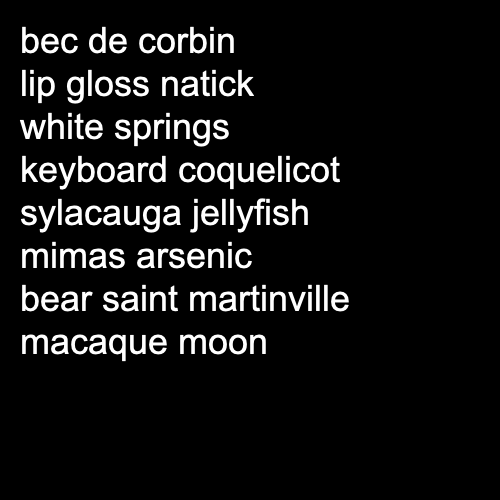 bec de corbin
lip gloss natick
white springs
keyboard coquelicot
sylacauga jellyfish
mimas arsenic
bear saint martinville
macaque moon